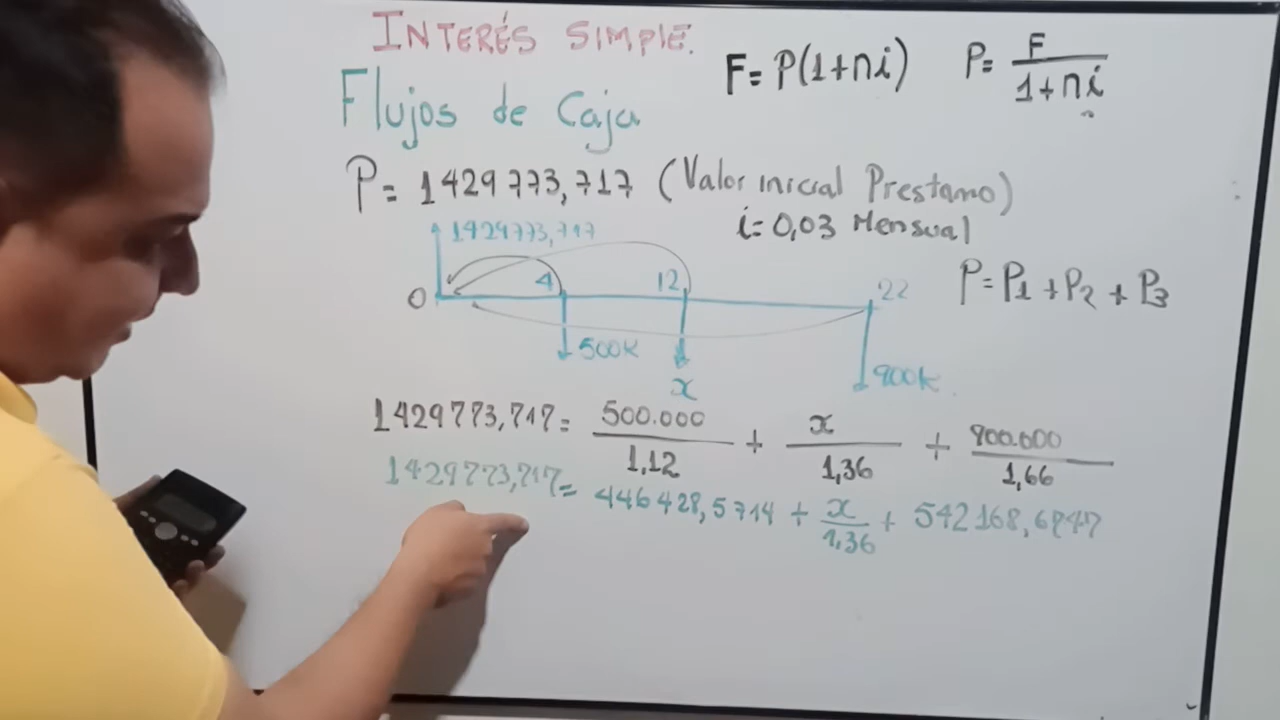 INTERÉS SIMPLE.
F = P(1+ni) P = F / 1+ni
Flujos de Caja
P = 1429773,717 (Valor inicial Prestamo)
i = 0,03 Mensual
1429773,717
0 4 12 22
P = P1 + P2 + P3
500K
x
900K.
1429773,717 = 500.000 / 1,12 + x / 1,36 + 900.000 / 1,66
1429773,717 = 446428,5714 + x / 1,36 + 542168,6747